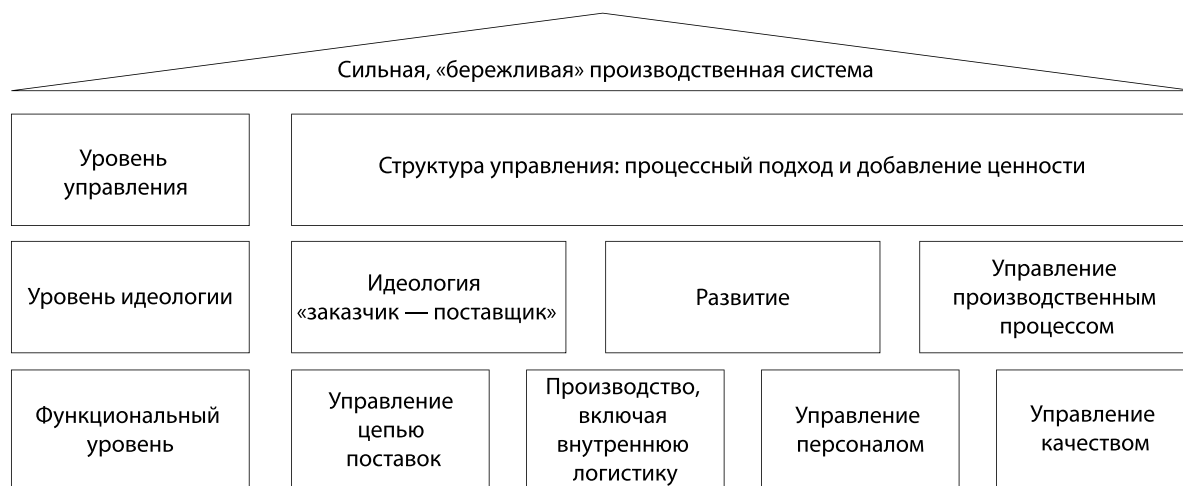 Сильная, «бережливая» производственная система
Уровень
управления
Структура управления: процессный подход и добавление ценности
Уровень идеологии
Идеология
«заказчик — поставщик»
Развитие
Управление
производственным
процессом
Функциональный
уровень
Управление
цепью
поставок
Производство,
включая
внутреннюю
логистику
Управление
персоналом
Управление
качеством